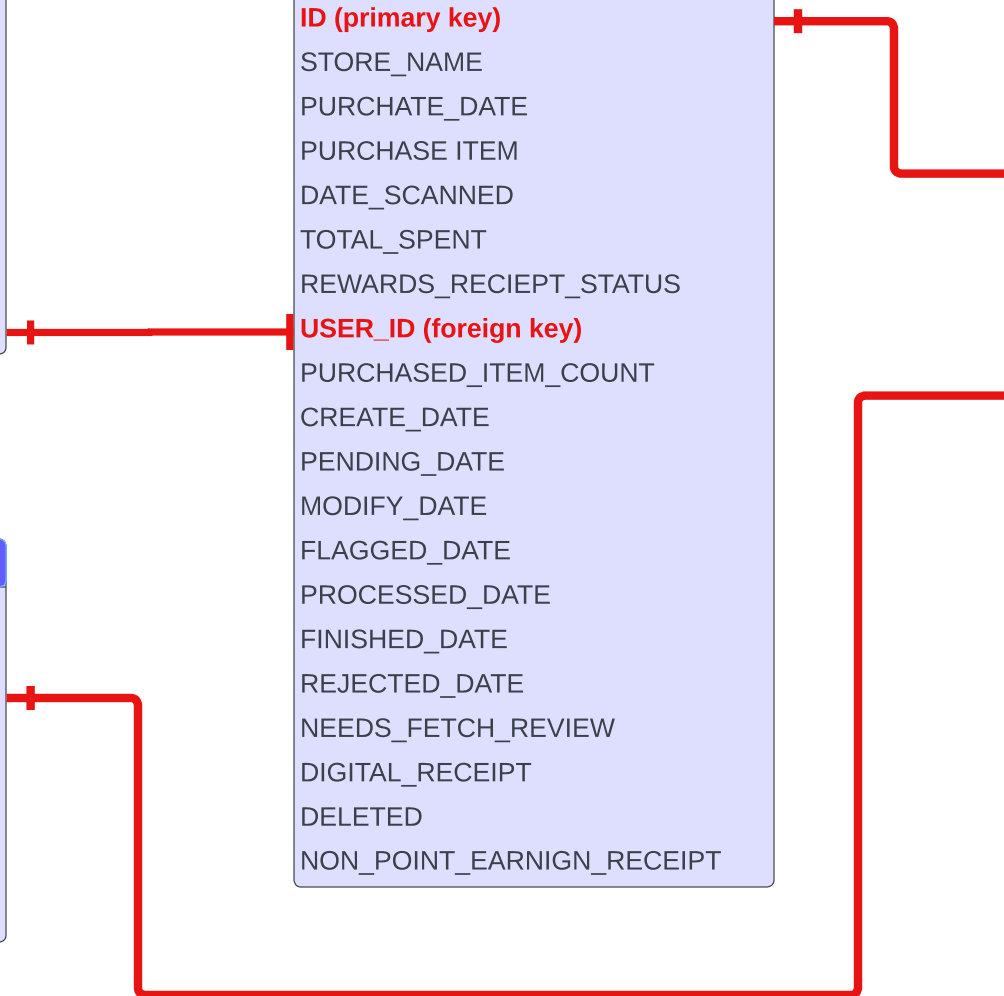 ID (primary key)
STORE_NAME
PURCHATE_DATE
PURCHASE ITEM
DATE_SCANNED
TOTAL_SPENT
REWARDS_RECIEPT_STATUS
USER_ID (foreign key)
PURCHASED_ITEM_COUNT
CREATE_DATE
PENDING_DATE
MODIFY_DATE
FLAGGED_DATE
PROCESSED_DATE
FINISHED_DATE
REJECTED_DATE
NEEDS_FETCH_REVIEW
DIGITAL_RECEIPT
DELETED
NON_POINT_EARNIGN_RECEIPT